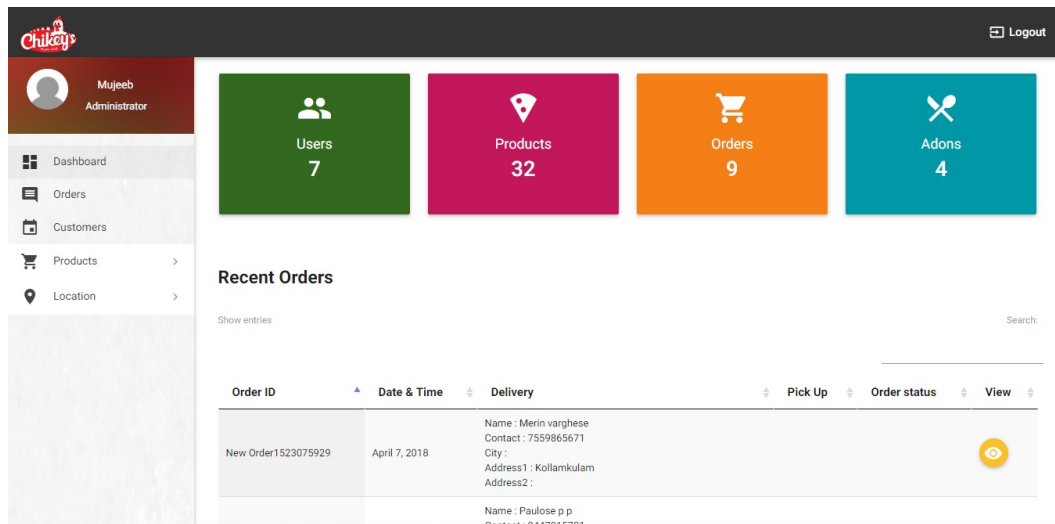 Chikey's
Logout
Mujeeb
Administrator
Dashboard
Orders
Customers
Products
Location
Users
7
Products
32
Orders
9
Adons
4
Recent Orders
Show entries
Search:
Order ID
Date & Time
Delivery
Pick Up
Order status
View
New Order1523075929
April 7, 2018
Name : Merin varghese
Contact : 7559865671
City :
Address1 : Kollamkulam
Address2 :
Name : Paulose p p